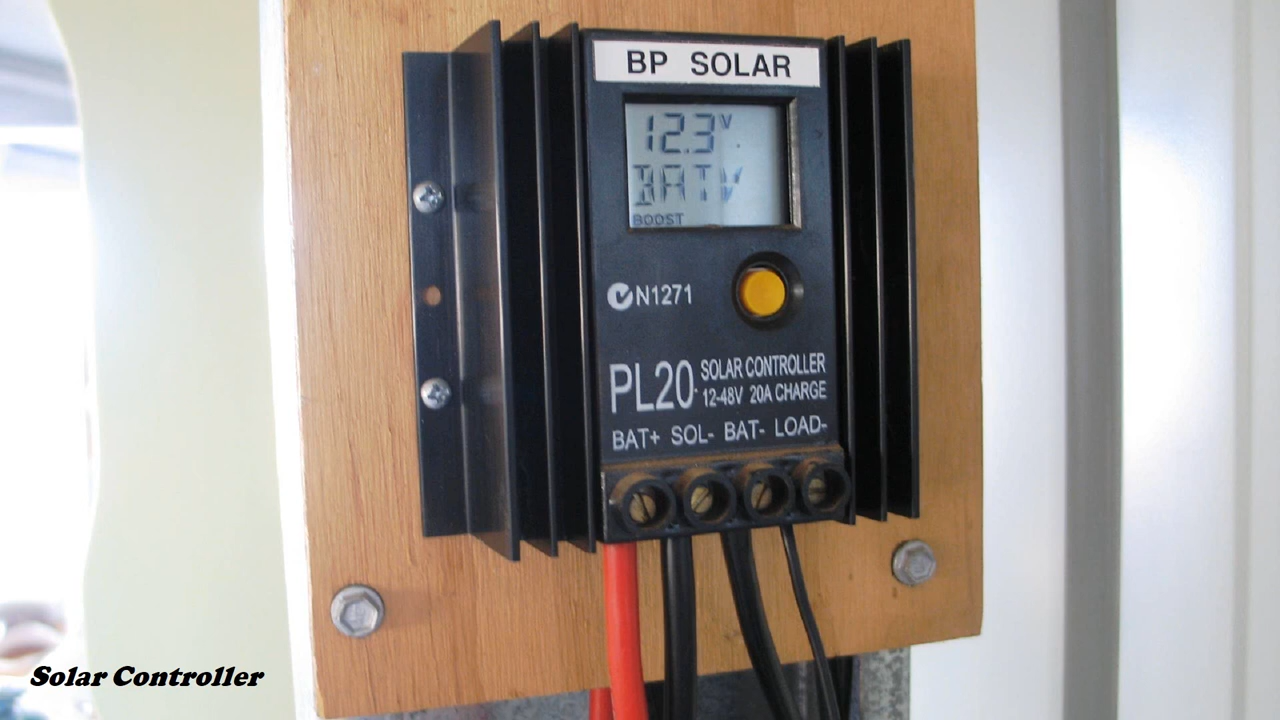 BP SOLAR
12.3V
BATV
BOOST
N1271
PL20 SOLAR CONTROLLER
12-48V 20A CHARGE
BAT+ SOL- BAT- LOAD-
Solar Controller